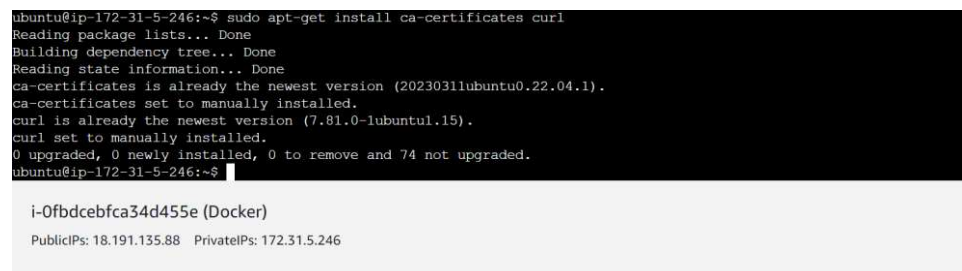 ubuntu@ip-172-31-5-246:~$ sudo apt-get install ca-certificates curl
Reading package lists... Done
Building dependency tree... Done
Reading state information... Done
ca-certificates is already the newest version (20230311ubuntu0.22.04.1).
ca-certificates set to manually installed.
curl is already the newest version (7.81.0-1ubuntu1.15).
curl set to manually installed.
0 upgraded, 0 newly installed, 0 to remove and 74 not upgraded.
ubuntu@ip-172-31-5-246:~$
i-0fbdcebfca34d455e (Docker)
PublicIPs: 18.191.135.88 PrivateIPs: 172.31.5.246